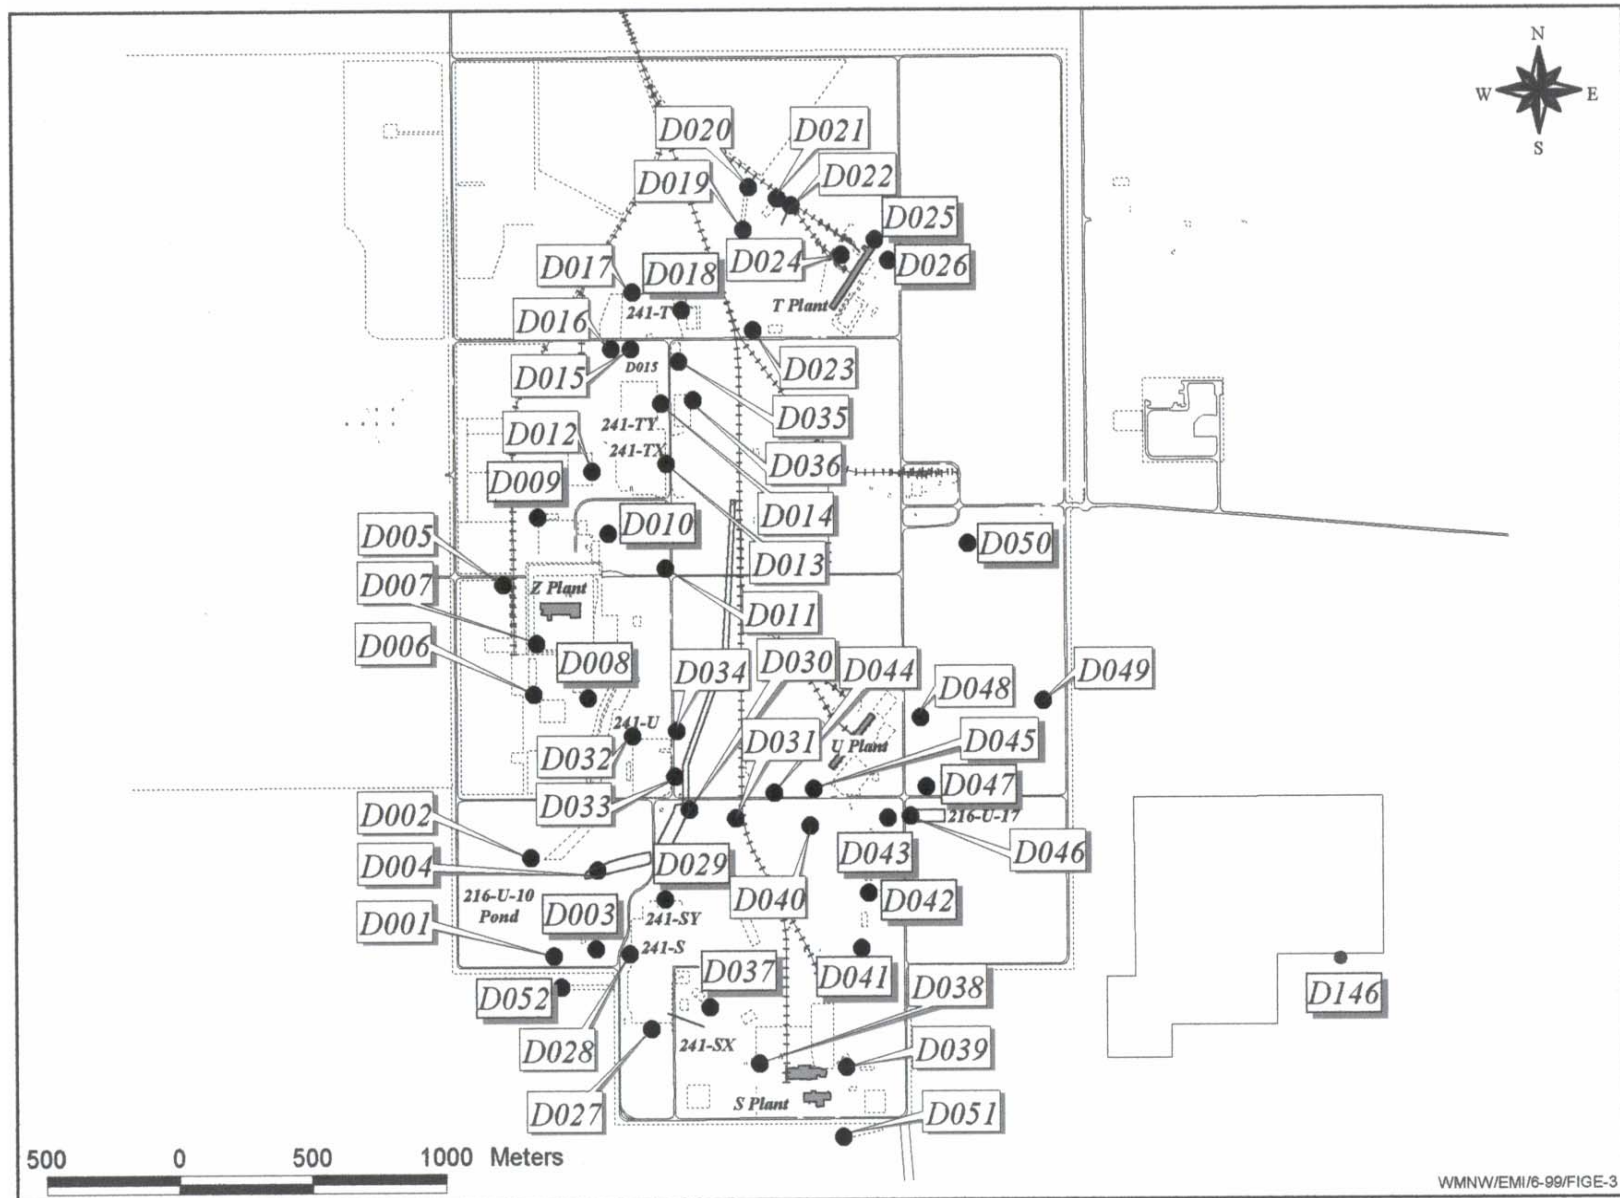 N
W E
S
D020
D021
D019
D022
D025
D024
D026
D017
D018
T Plant
241-T
D016
D023
D015
D015
D035
241-TY
D012
241-TX
D036
D009
D014
D010
D005
D050
D013
D007
Z Plant
D011
D006
D008
D034
D030
D044
D049
D048
241-U
D031
D045
U Plant
D032
D033
D047
D002
216-U-17
D004
D029
D043
D046
216-U-10
Pond
D003
D040
D042
241-SY
D001
241-S
D037
D041
D038
D052
D146
D028
241-SX
D039
D027
S Plant
D051
500 0 500 1000 Meters
WMNW/EMI/6-99/FIGE-3